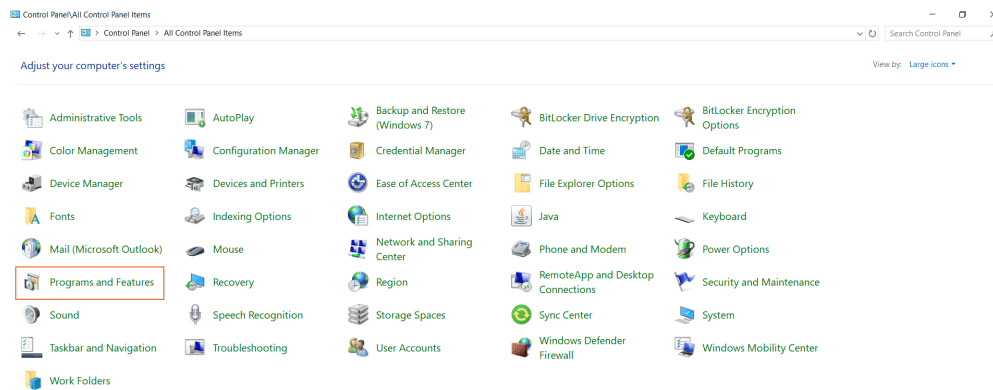 Control Panel\All Control Panel Items
Control Panel > All Control Panel Items
Search Control Panel
Adjust your computer's settings
View by: Large icons
Administrative Tools
AutoPlay
Backup and Restore
(Windows 7)
BitLocker Drive Encryption
BitLocker Encryption
Options
Color Management
Configuration Manager
Credential Manager
Date and Time
Default Programs
Device Manager
Devices and Printers
Ease of Access Center
File Explorer Options
File History
Fonts
Indexing Options
Internet Options
Java
Keyboard
Mail (Microsoft Outlook)
Mouse
Network and Sharing
Center
Phone and Modem
Power Options
Programs and Features
Recovery
Region
RemoteApp and Desktop
Connections
Security and Maintenance
Sound
Speech Recognition
Storage Spaces
Sync Center
System
Taskbar and Navigation
Troubleshooting
User Accounts
Windows Defender
Firewall
Windows Mobility Center
Work Folders